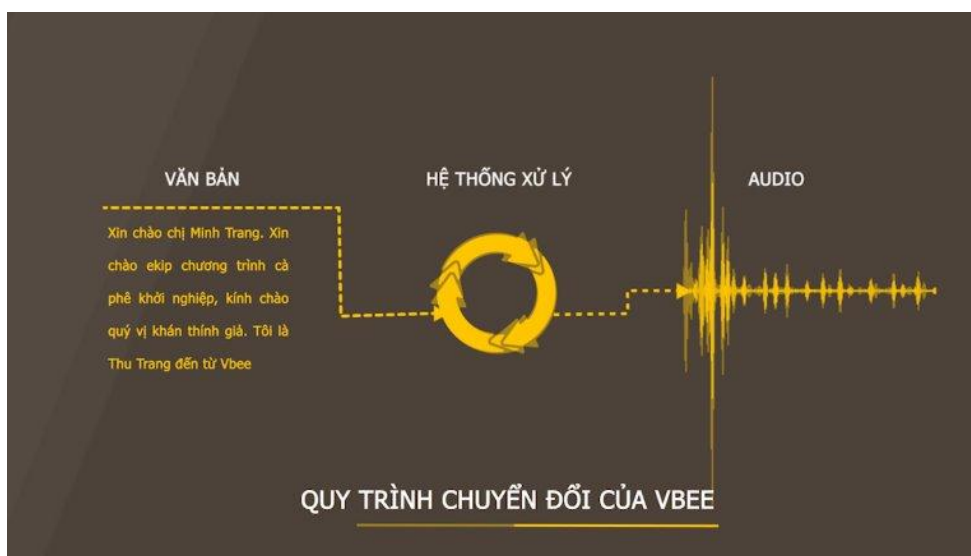 VĂN BẢN
HỆ THỐNG XỬ LÝ
AUDIO
Xin chào chị Minh Trang. Xin
chào ekip chương trình cà
phê khởi nghiệp, kính chào
quý vị khán thính giả. Tôi là
Thu Trang đến từ Vbee
QUY TRÌNH CHUYỂN ĐỔI CỦA VBEE